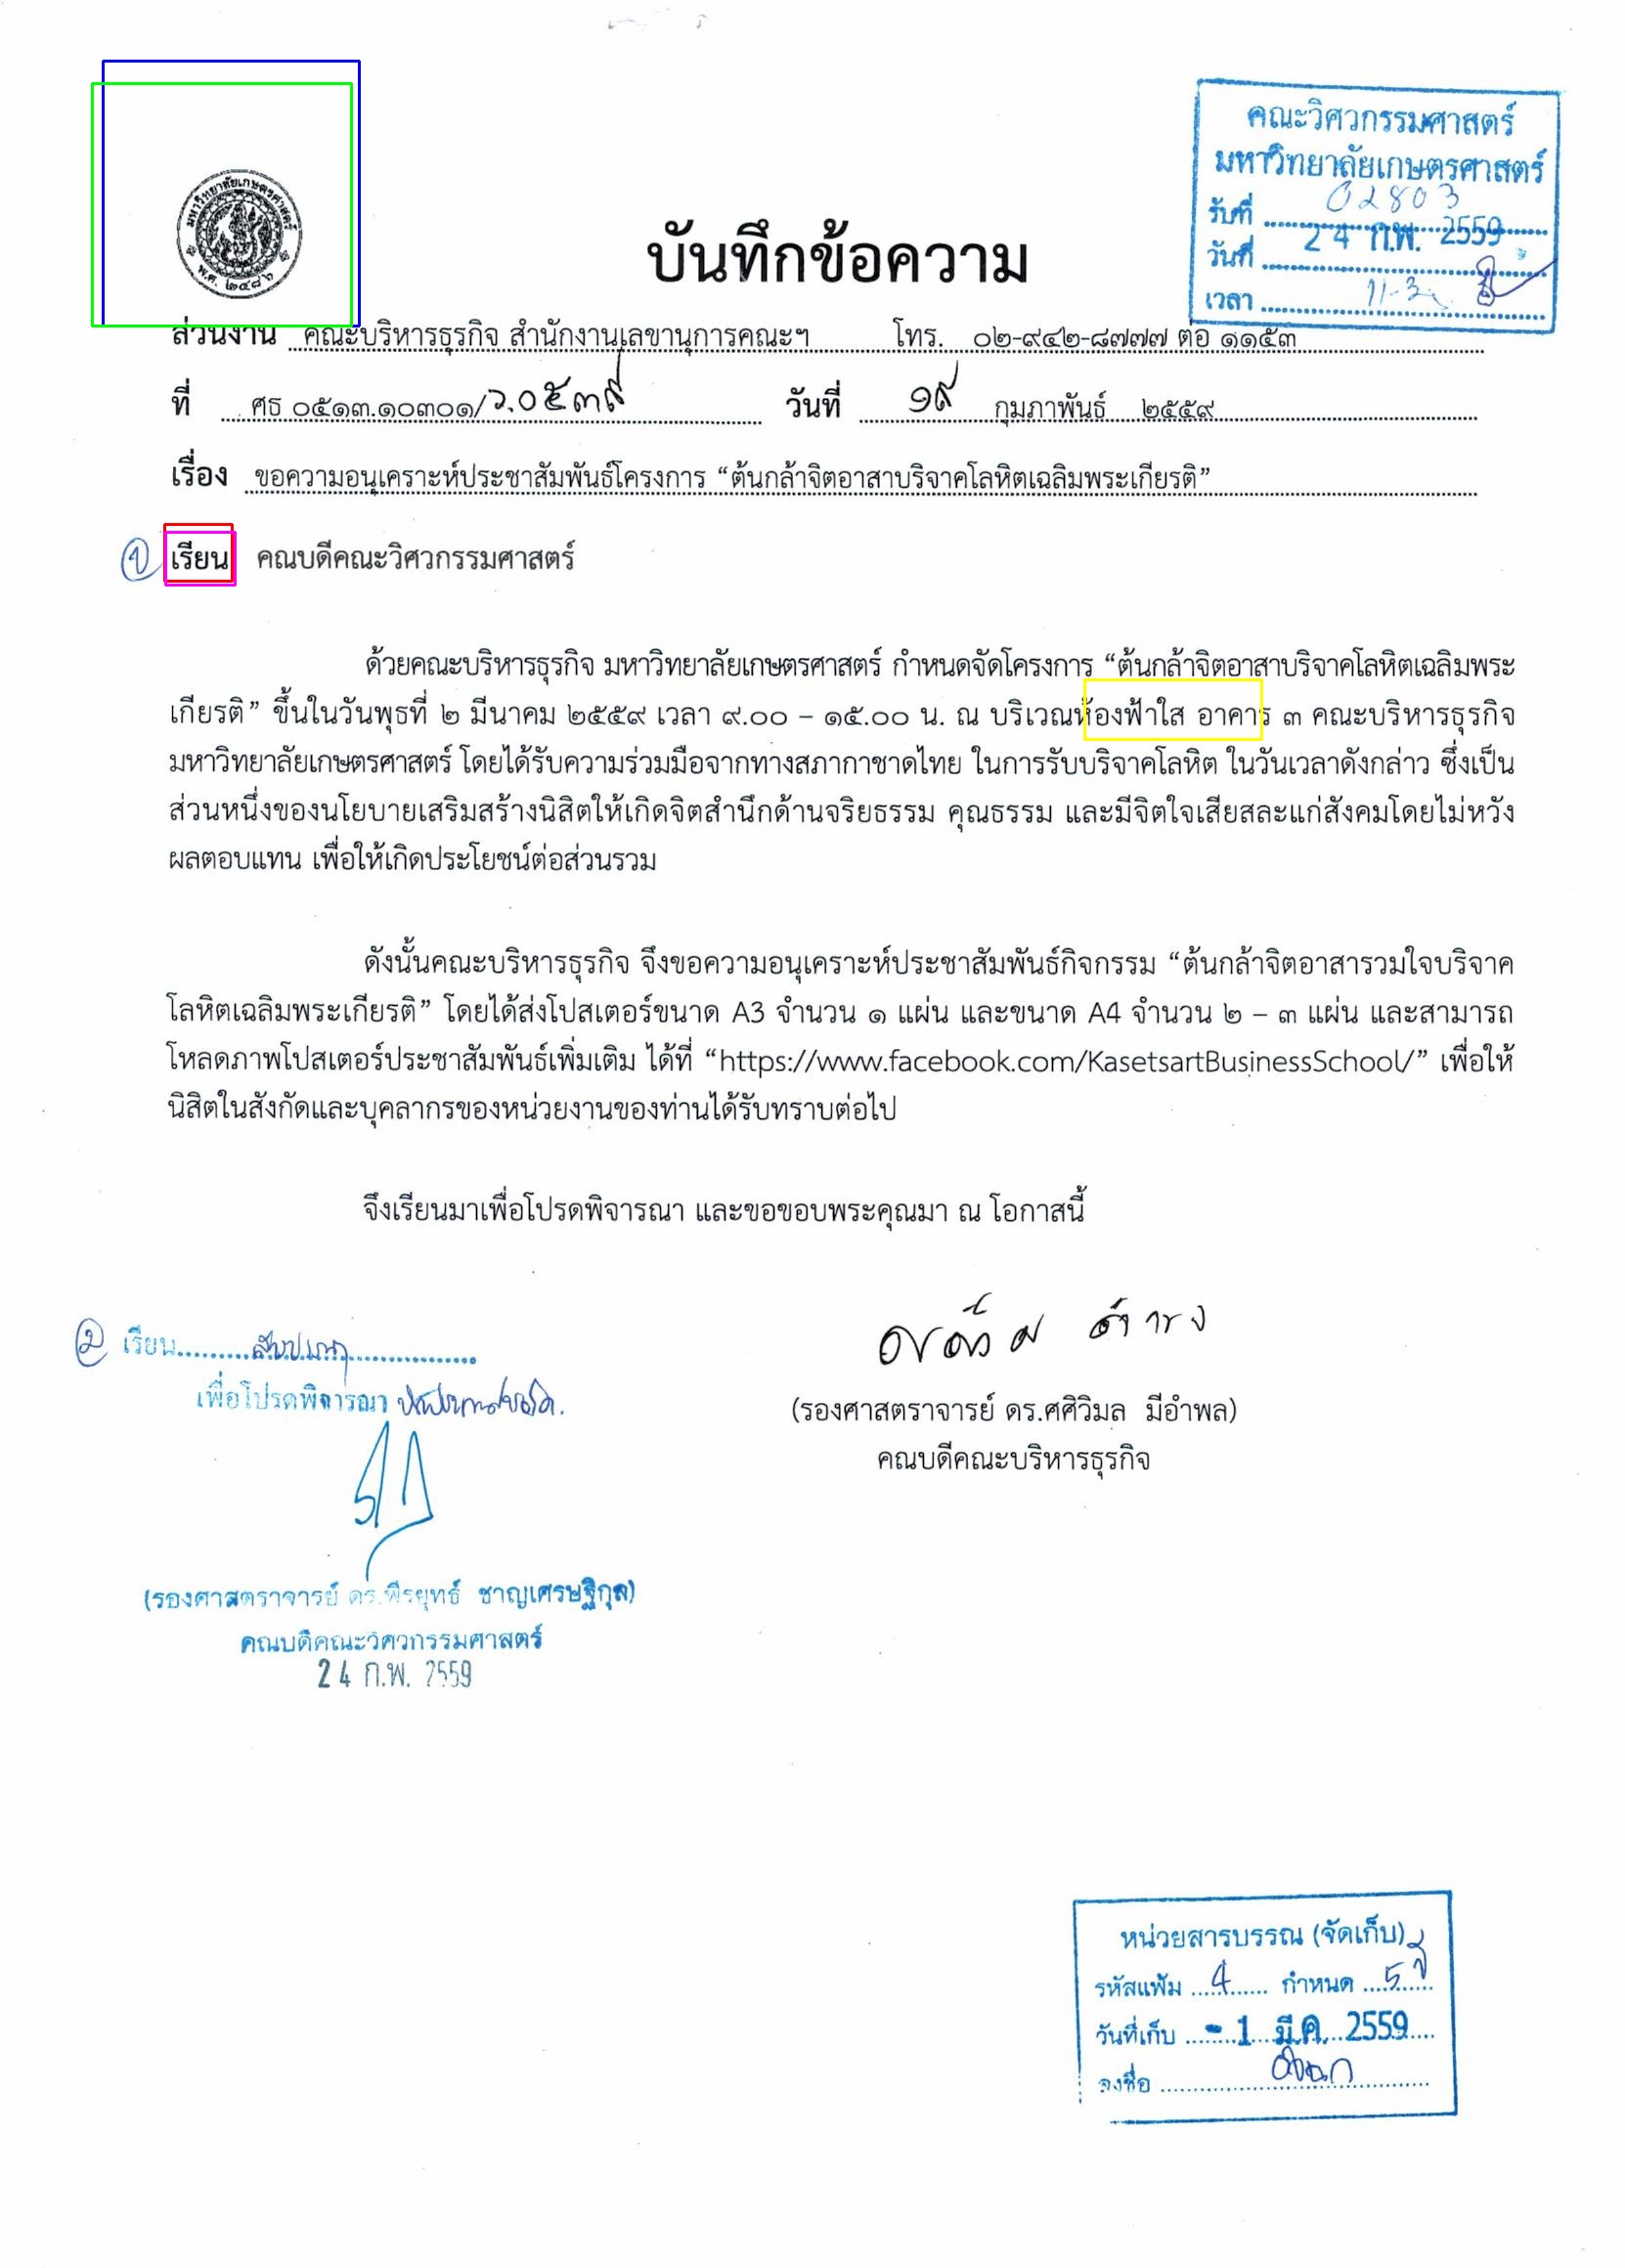 คณะวิศวกรรมศาสตร์
มหาวิทยาลัยเกษตรศาสตร์
รับที่ 02803
วันที่ 24 ก.พ. 2559
เวลา
มหาวิทยาลัยเกษตรศาสตร์
พ.ศ. ๒๔๘๖
บันทึกข้อความ
ส่วนงาน คณะบริหารธุรกิจ สำนักงานเลขานุการคณะฯ โทร. ๐๒-๙๔๒-๘๗๗๗ ต่อ ๑๑๕๓
ที่ ศธ ๐๕๑๓.๑๐๓๐๑/ว.๐๕๓๙ วันที่ ๑๙ กุมภาพันธ์ ๒๕๕๙
เรื่อง ขอความอนุเคราะห์ประชาสัมพันธ์โครงการ “ต้นกล้าจิตอาสาบริจาคโลหิตเฉลิมพระเกียรติ”
๑ เรียน คณบดีคณะวิศวกรรมศาสตร์
ด้วยคณะบริหารธุรกิจ มหาวิทยาลัยเกษตรศาสตร์ กำหนดจัดโครงการ “ต้นกล้าจิตอาสาบริจาคโลหิตเฉลิมพระ
เกียรติ” ขึ้นในวันพุธที่ ๒ มีนาคม ๒๕๕๙ เวลา ๙.๐๐ – ๑๕.๐๐ น. ณ บริเวณห้องฟ้าใส อาคาร ๓ คณะบริหารธุรกิจ
มหาวิทยาลัยเกษตรศาสตร์ โดยได้รับความร่วมมือจากทางสภากาชาดไทย ในการรับบริจาคโลหิต ในวันเวลาดังกล่าว ซึ่งเป็น
ส่วนหนึ่งของนโยบายเสริมสร้างนิสิตให้เกิดจิตสำนึกด้านจริยธรรม คุณธรรม และมีจิตใจเสียสละแก่สังคมโดยไม่หวัง
ผลตอบแทน เพื่อให้เกิดประโยชน์ต่อส่วนรวม
ดังนั้นคณะบริหารธุรกิจ จึงขอความอนุเคราะห์ประชาสัมพันธ์กิจกรรม “ต้นกล้าจิตอาสารวมใจบริจาค
โลหิตเฉลิมพระเกียรติ” โดยได้ส่งโปสเตอร์ขนาด A3 จำนวน ๑ แผ่น และขนาด A4 จำนวน ๒ – ๓ แผ่น และสามารถ
โหลดภาพโปสเตอร์ประชาสัมพันธ์เพิ่มเติม ได้ที่ “https://www.facebook.com/KasetsartBusinessSchool/” เพื่อให้
นิสิตในสังกัดและบุคลากรของหน่วยงานของท่านได้รับทราบต่อไป
จึงเรียนมาเพื่อโปรดพิจารณา และขอขอบพระคุณมา ณ โอกาสนี้
(รองศาสตราจารย์ ดร.ศศิวิมล มีอำพล)
คณบดีคณะบริหารธุรกิจ
๒ เรียน
เพื่อโปรดพิจารณา
(รองศาสตราจารย์ ดร.พีรยุทธ์ ชาญเศรษฐิกุล)
คณบดีคณะวิศวกรรมศาสตร์
24 ก.พ. 2559
หน่วยสารบรรณ (จัดเก็บ)
รหัสแฟ้ม 4 กำหนด 5 ปี
วันที่เก็บ - 1 มี.ค. 2559
ลงชื่อ